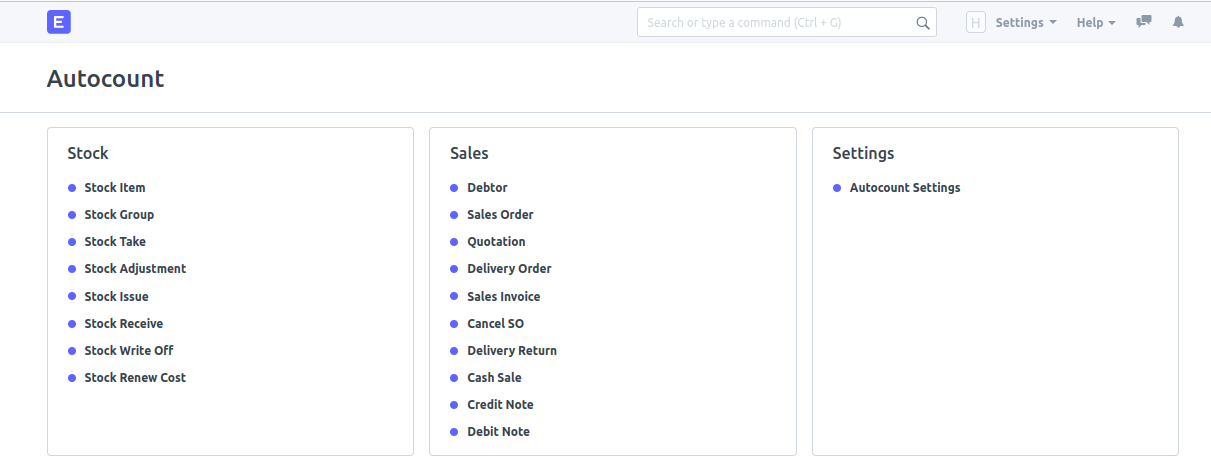 E
Search or type a command (Ctrl + G)
H
Settings
Help
Autocount
Stock
Stock Item
Stock Group
Stock Take
Stock Adjustment
Stock Issue
Stock Receive
Stock Write Off
Stock Renew Cost
Sales
Debtor
Sales Order
Quotation
Delivery Order
Sales Invoice
Cancel SO
Delivery Return
Cash Sale
Credit Note
Debit Note
Settings
Autocount Settings